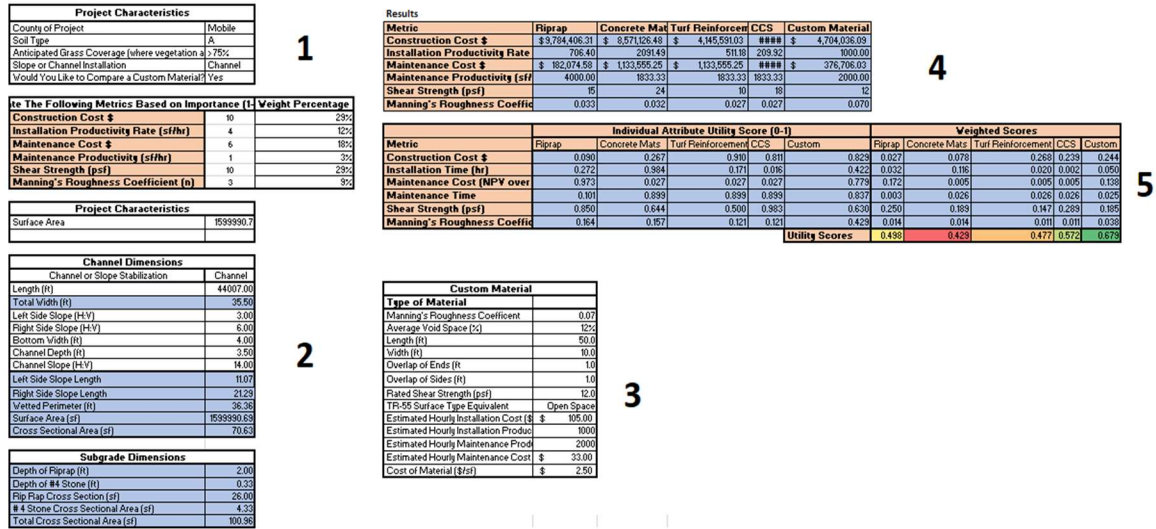 Project Characteristics
County of Project Mobile
Soil Type A
Anticipated Grass Coverage (where vegetation a >75%
Slope or Channel Installation Channel
Would You Like to Compare a Custom Material? Yes
1
te The Following Metrics Based on Importance (1- Weight Percentage
Construction Cost $ 10 29%
Installation Productivity Rate (sf/hr) 4 12%
Maintenance Cost $ 6 18%
Maintenance Productivity (sf/hr) 1 3%
Shear Strength (psf) 10 29%
Manning's Roughness Coefficient (n) 3 9%
Project Characteristics
Surface Area 1599990.7
Channel Dimensions
Channel or Slope Stabilization Channel
Length (ft) 44007.00
Total Width (ft) 35.50
Left Side Slope (H:V) 3.00
Right Side Slope (H:V) 6.00
Bottom Width (ft) 4.00
Channel Depth (ft) 3.50
Channel Slope (H:V) 14.00
Left Side Slope Length 11.07
Right Side Slope Length 21.29
Wetted Perimeter (ft) 36.36
Surface Area (sf) 1599990.69
Cross Sectional Area (sf) 70.63
2
Subgrade Dimensions
Depth of Riprap (ft) 2.00
Depth of #4 Stone (ft) 0.33
Rip Rap Cross Section (sf) 26.00
# 4 Stone Cross Sectional Area (sf) 4.33
Total Cross Sectional Area (sf) 100.96
Results
Metric Riprap Concrete Mat Turf Reinforcen CCS Custom Material
Construction Cost $ $9,784,406.31 $ 8,571,126.48 $ 4,145,591.03 #### $ 4,704,036.09
Installation Productivity Rate 706.40 2091.49 511.18 209.92 1000.00
Maintenance Cost $ $ 182,074.58 $ 1,133,555.25 $ 1,133,555.25 #### $ 376,706.03
Maintenance Productivity (sf/h 4000.00 1833.33 1833.33 1833.33 2000.00
Shear Strength (psf) 15 24 10 18 12
Manning's Roughness Coeffic 0.033 0.032 0.027 0.027 0.070
4
Individual Attribute Utility Score (0-1) Weighted Scores
Metric Riprap Concrete Mats Turf Reinforcement CCS Custom Riprap Concrete Mats Turf Reinforcement CCS Custom
Construction Cost $ 0.090 0.267 0.910 0.811 0.829 0.027 0.078 0.268 0.239 0.244
Installation Time (hr) 0.272 0.984 0.171 0.016 0.422 0.032 0.116 0.020 0.002 0.050
Maintenance Cost (NPV over 0.973 0.027 0.027 0.027 0.779 0.172 0.005 0.005 0.005 0.138
Maintenance Time 0.101 0.899 0.899 0.899 0.837 0.003 0.026 0.026 0.026 0.025
Shear Strength (psf) 0.850 0.644 0.500 0.983 0.630 0.250 0.189 0.147 0.289 0.185
Manning's Roughness Coeffic 0.164 0.157 0.121 0.121 0.429 0.014 0.014 0.011 0.011 0.038
Utility Scores 0.498 0.429 0.477 0.572 0.679
5
Custom Material
Type of Material
Manning's Roughness Coefficent 0.07
Average Void Space (%) 12%
Length (ft) 50.0
Width (ft) 10.0
Overlap of Ends (ft 1.0
Overlap of Sides (ft) 1.0
Rated Shear Strength (psf) 12.0
TR-55 Surface Type Equivalent Open Space
Estimated Hourly Installation Cost ($ $ 105.00
Estimated Hourly Installation Produc 1000
Estimated Hourly Maintenance Prod 2000
Estimated Hourly Maintenance Cost $ 33.00
Cost of Material ($/sf) $ 2.50
3